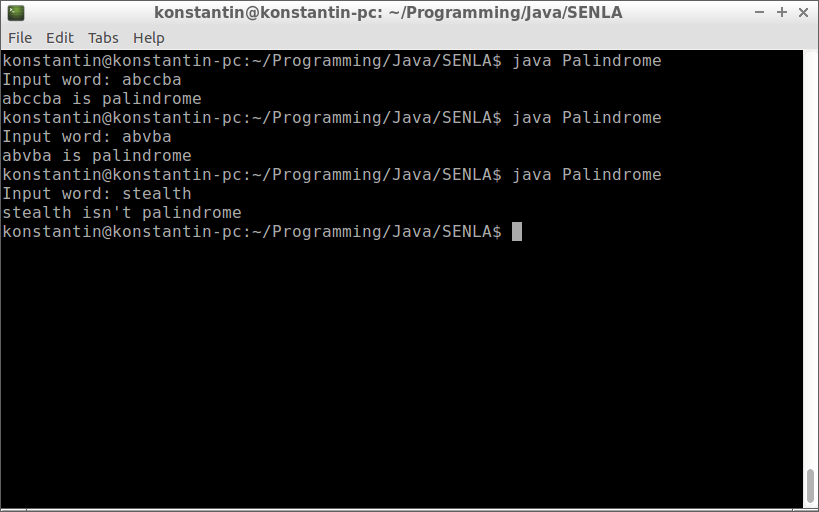 konstantin@konstantin-pc: ~/Programming/Java/SENLA
File Edit Tabs Help
konstantin@konstantin-pc:~/Programming/Java/SENLA$ java Palindrome
Input word: abccba
abccba is palindrome
konstantin@konstantin-pc:~/Programming/Java/SENLA$ java Palindrome
Input word: abvba
abvba is palindrome
konstantin@konstantin-pc:~/Programming/Java/SENLA$ java Palindrome
Input word: stealth
stealth isn't palindrome
konstantin@konstantin-pc:~/Programming/Java/SENLA$